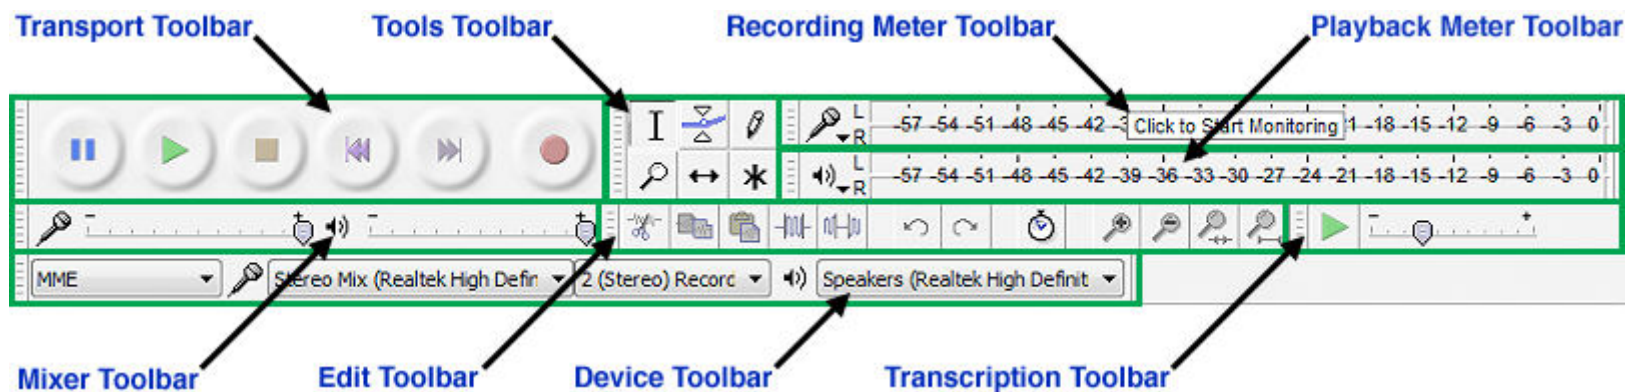 Transport Toolbar Tools Toolbar Recording Meter Toolbar Playback Meter Toolbar
L
R
-57 -54 -51 -48 -45 -42 Click to Start Monitoring -18 -15 -12 -9 -6 -3 0
L
R
-57 -54 -51 -48 -45 -42 -39 -36 -33 -30 -27 -24 -21 -18 -15 -12 -9 -6 -3 0
- + - + - +
MME Stereo Mix (Realtek High Defin 2 (Stereo) Recorc Speakers (Realtek High Definit
Mixer Toolbar Edit Toolbar Device Toolbar Transcription Toolbar